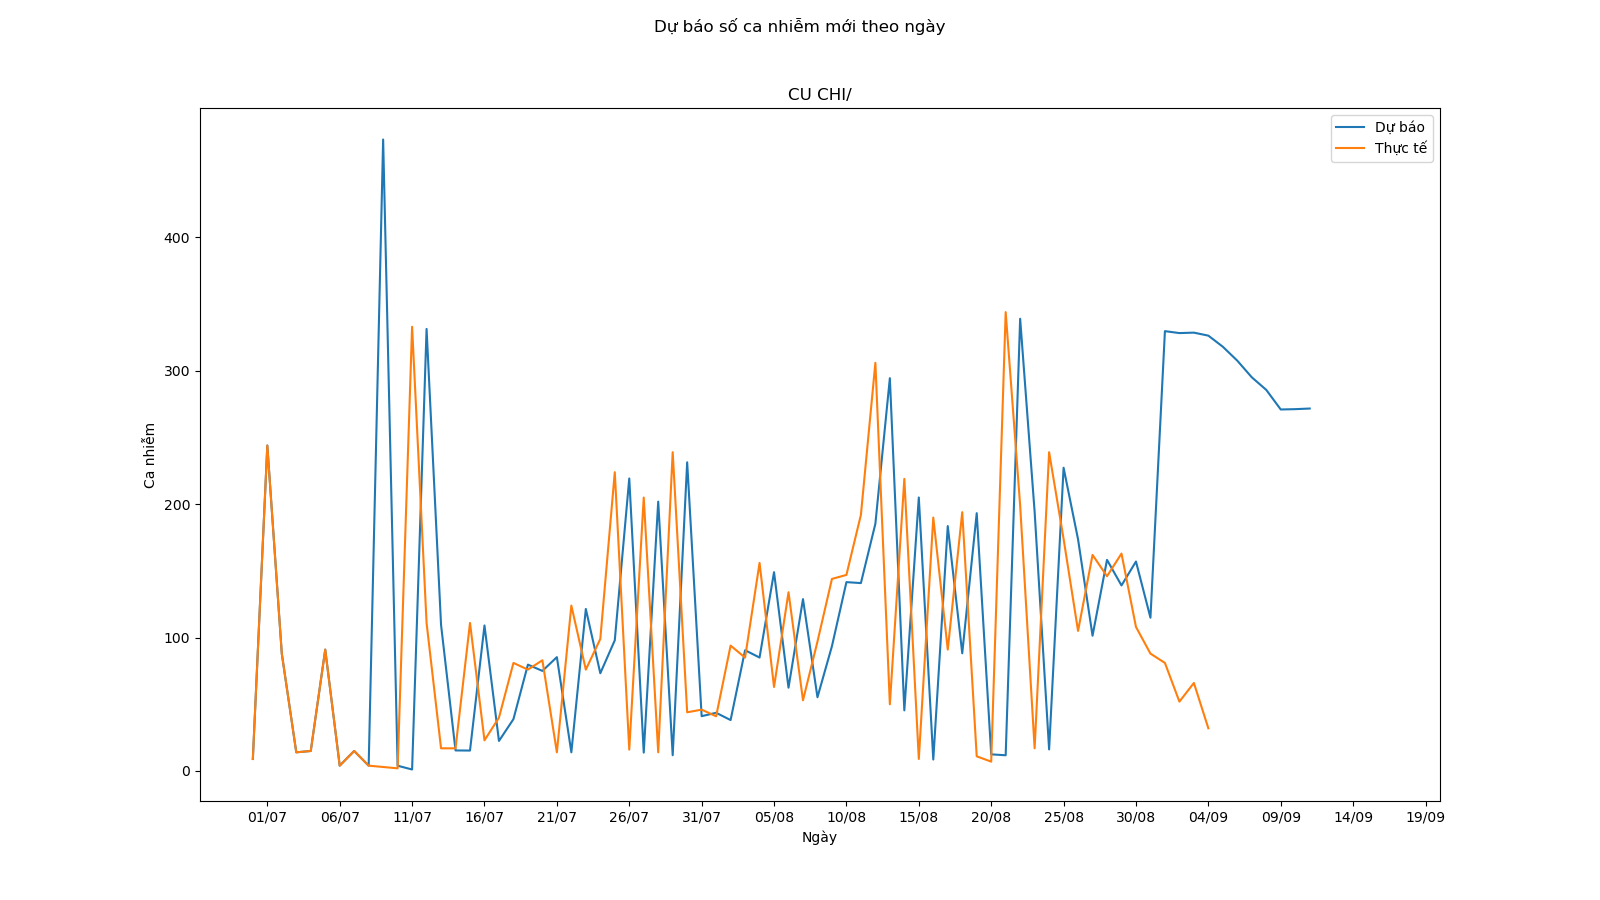 Dự báo số ca nhiễm mới theo ngày
CU CHI/
Dự báo
Thực tế
400
300
200
100
0
Ca nhiễm
01/07 06/07 11/07 16/07 21/07 26/07 31/07 05/08 10/08 15/08 20/08 25/08 30/08 04/09 09/09 14/09 19/09
Ngày